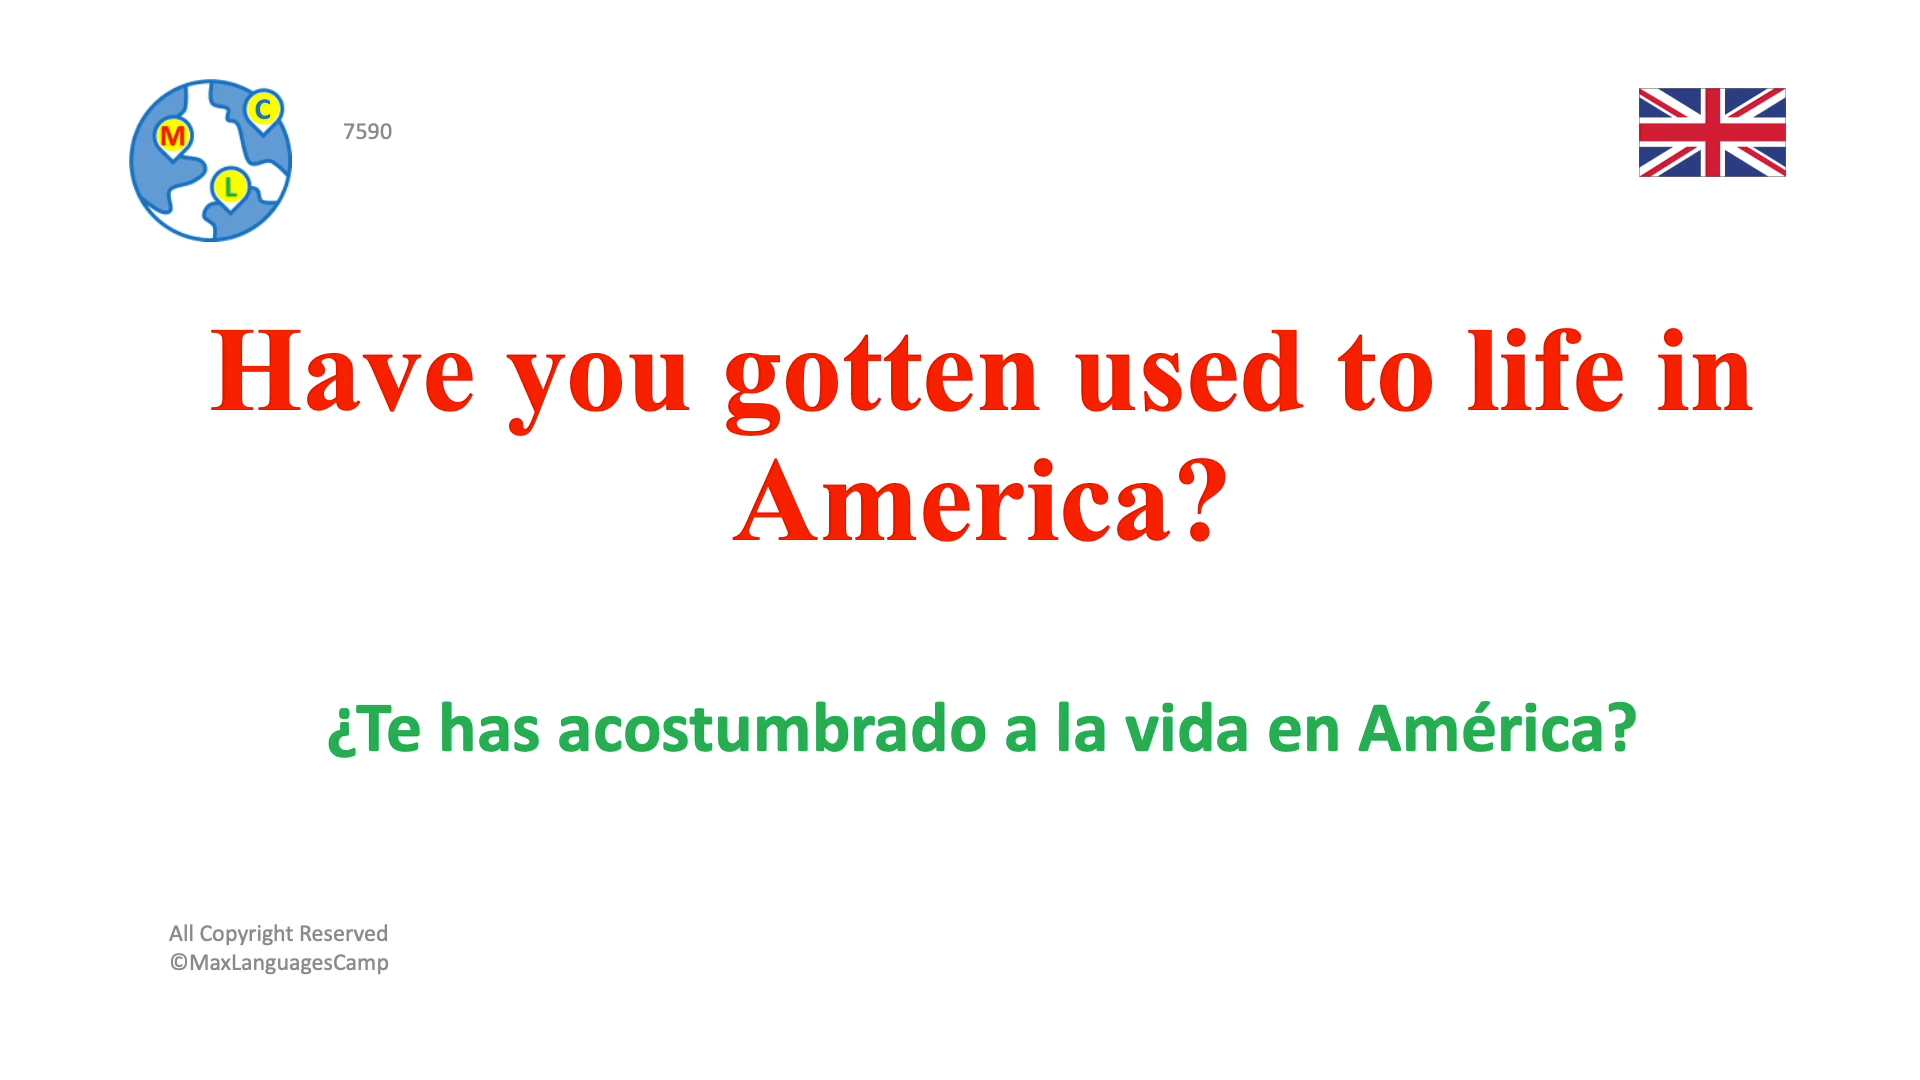 M
C
L
7590
Have you gotten used to life in
America?
¿Te has acostumbrado a la vida en América?
All Copyright Reserved
©MaxLanguagesCamp